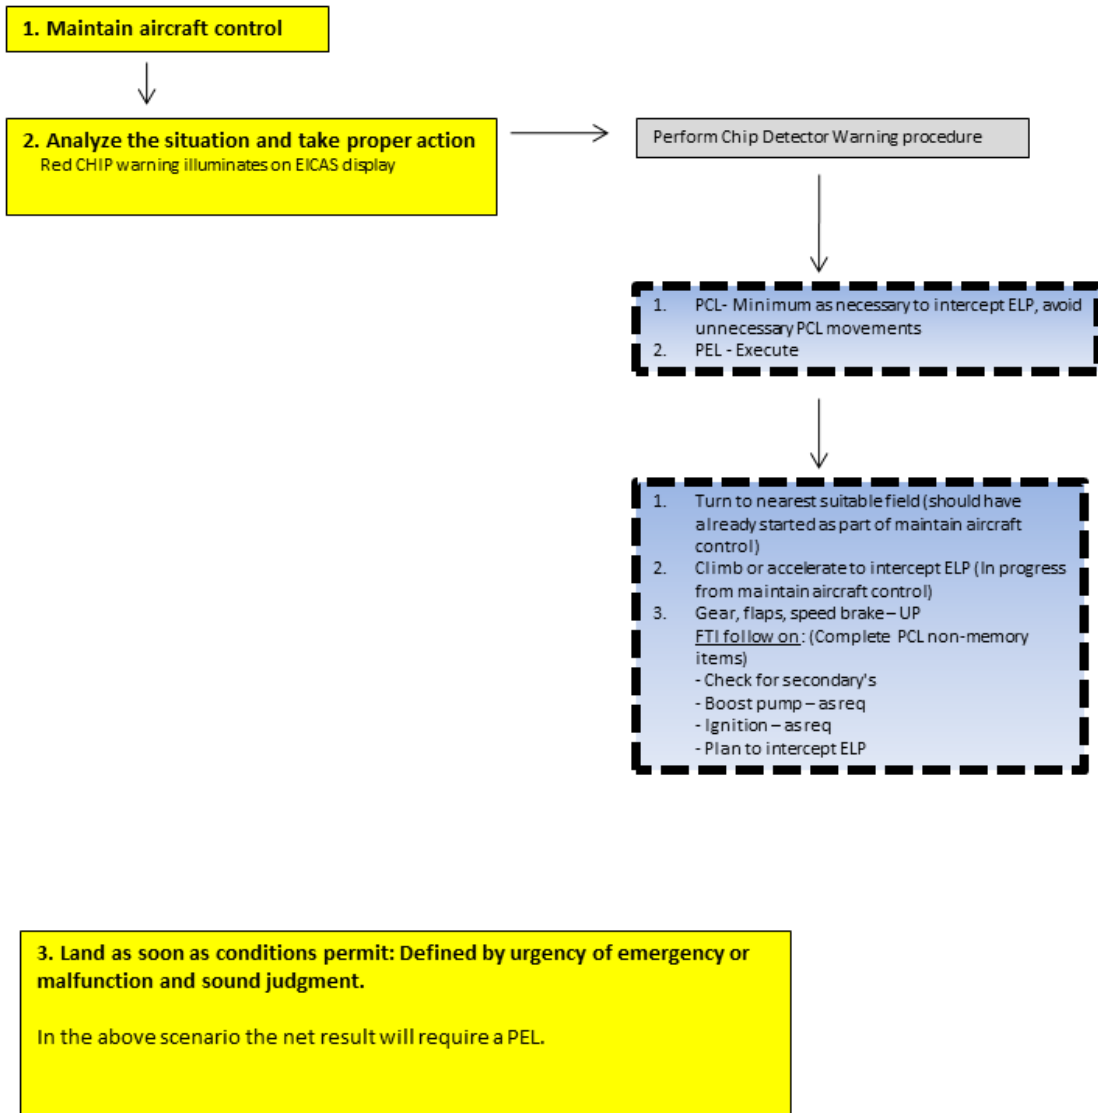 1. Maintain aircraft control
2. Analyze the situation and take proper action
Red CHIP warning illuminates on EICAS display
Perform Chip Detector Warning procedure
1. PCL- Minimum as necessary to intercept ELP, avoid
unnecessary PCL movements
2. PEL - Execute
1. Turn to nearest suitable field (should have
already started as part of maintain aircraft
control)
2. Climb or accelerate to intercept ELP (In progress
from maintain aircraft control)
3. Gear, flaps, speed brake – UP
FTI follow on: (Complete PCL non-memory
items)
- Check for secondary's
- Boost pump – as req
- Ignition – as req
- Plan to intercept ELP
3. Land as soon as conditions permit: Defined by urgency of emergency or
malfunction and sound judgment.
In the above scenario the net result will require a PEL.